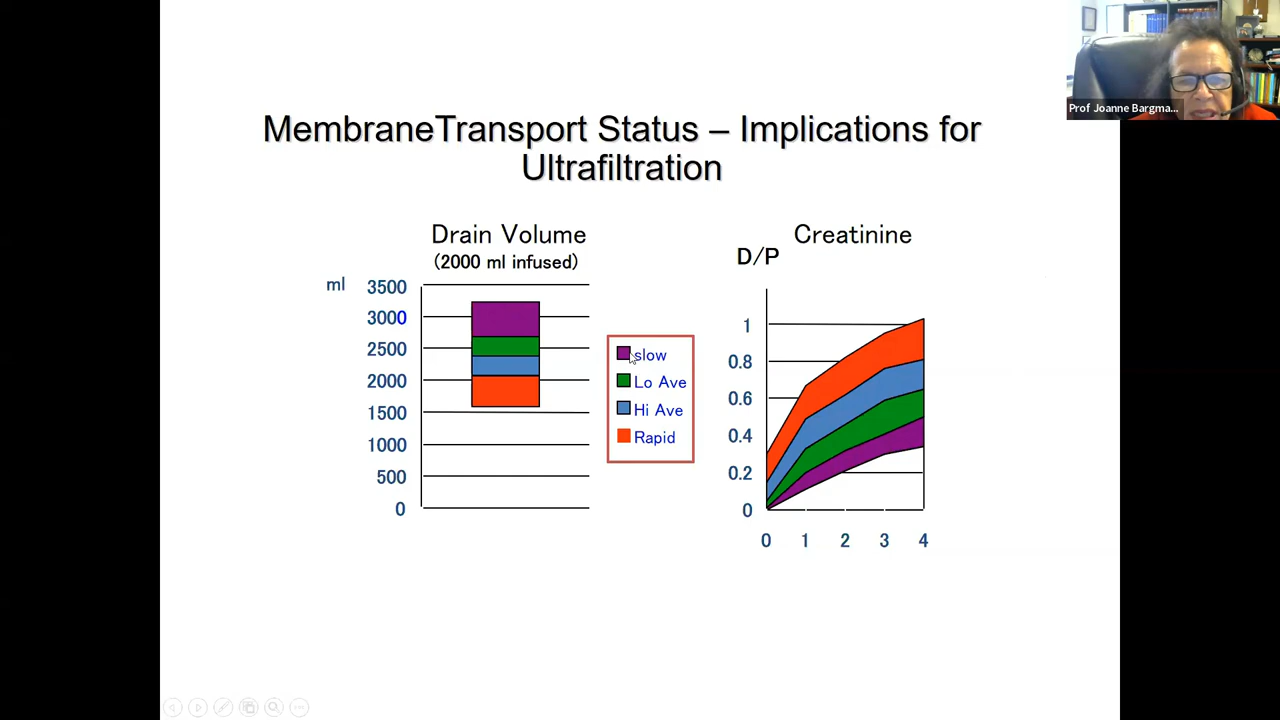 Prof Joanne Bargma...
MembraneTransport Status – Implications for
Ultrafiltration
Drain Volume
(2000 ml infused)
ml
3500
3000
2500
2000
1500
1000
500
0
slow
Lo Ave
Hi Ave
Rapid
Creatinine
D/P
1
0.8
0.6
0.4
0.2
0
0 1 2 3 4